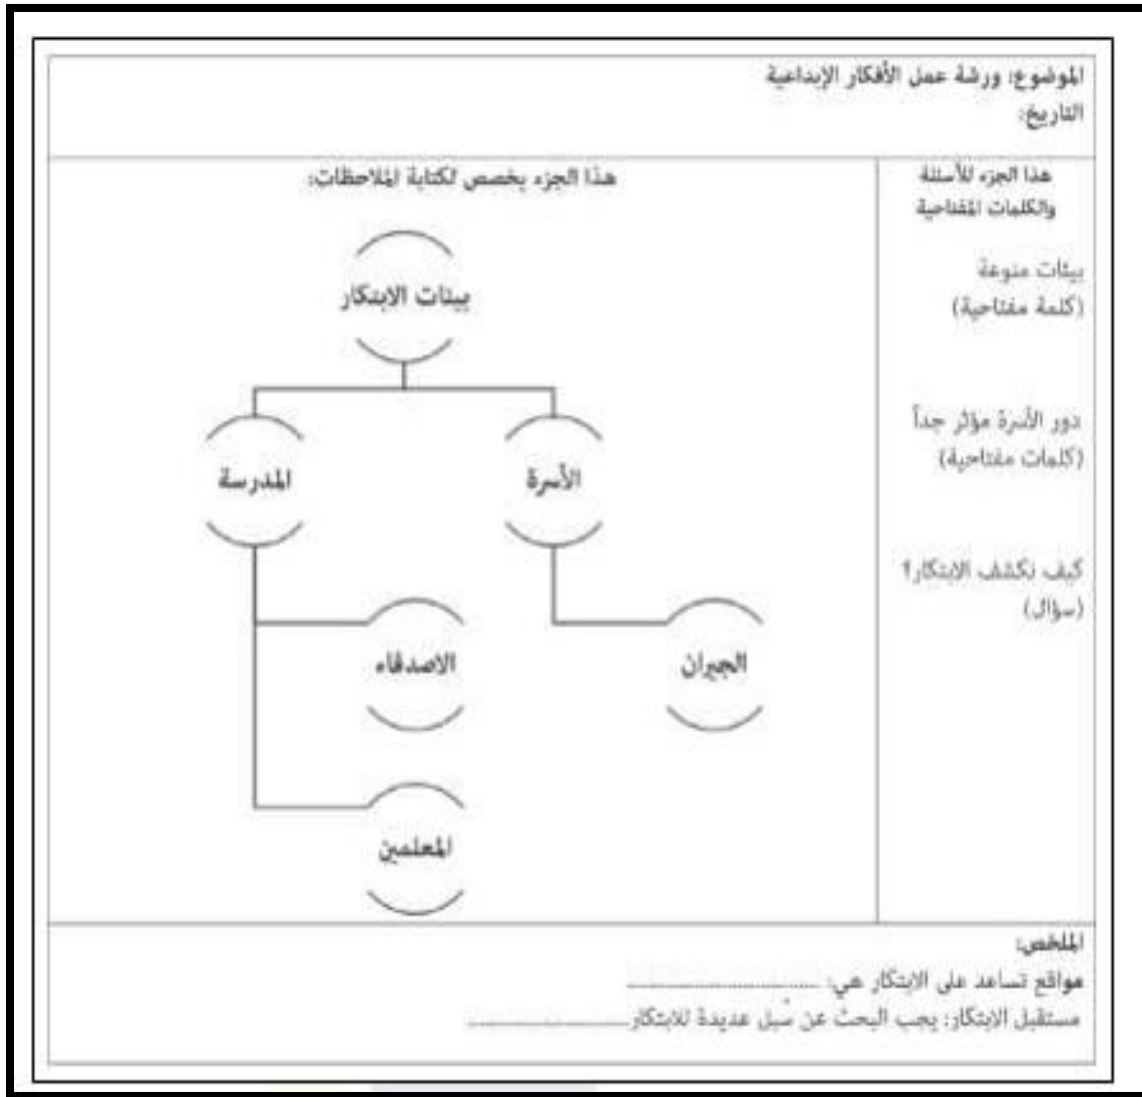 الموضوع: ورشة عمل الأفكار الإبداعية
التاريخ:
هذا الجزء للأسئلة
والكلمات المفتاحية
بيئات منوعة
(كلمة مفتاحية)
دور الأسرة مؤثر جداً
(كلمات مفتاحية)
كيف نكشف الابتكار؟
(سؤال)
هذا الجزء يخصص لكتابة الملاحظات:
بيئات الابتكار
الأسرة
المدرسة
الجيران
الاصدقاء
المعلمين
الملخص:
مواقع تساعد على الابتكار هي: ........................
مستقبل الابتكار: يجب البحث عن سُبل عديدة للابتكار........................